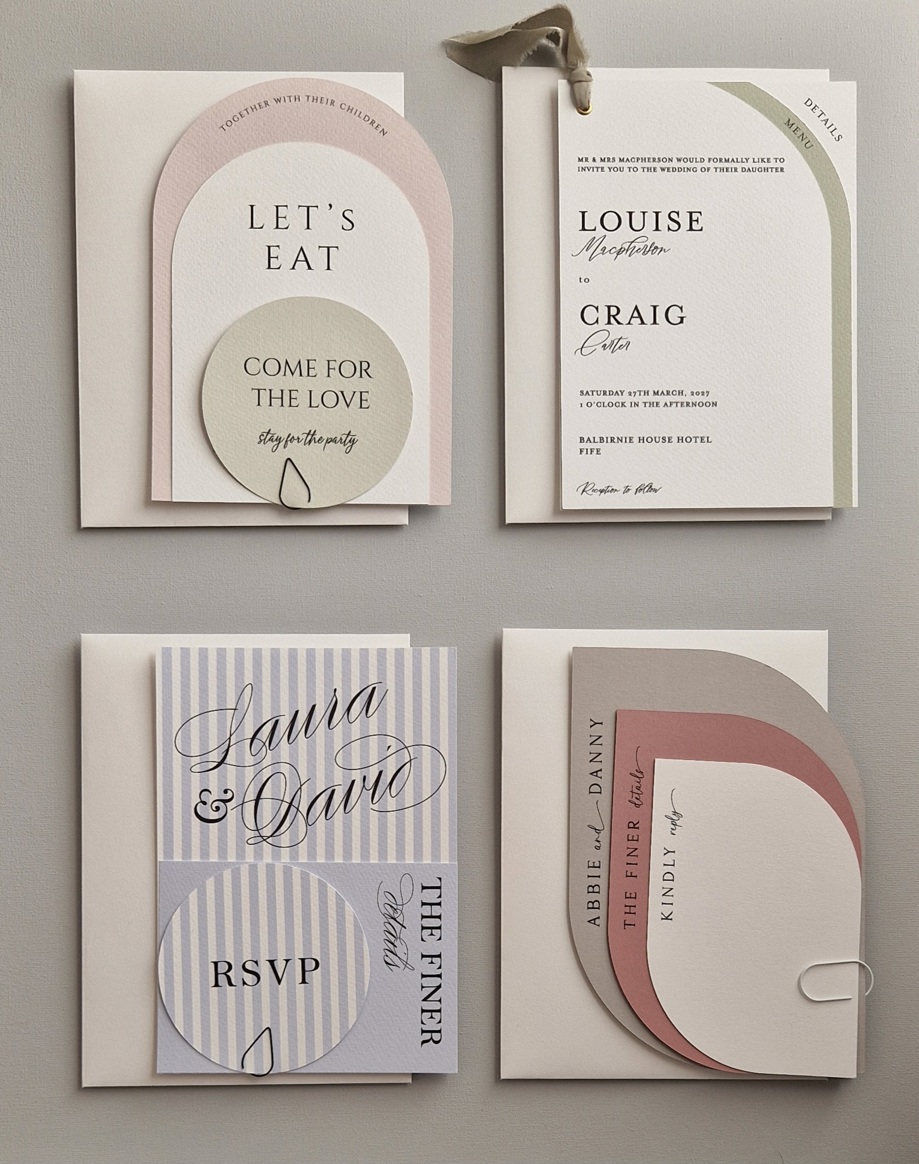 TOGETHER WITH THEIR CHILDREN
LET'S
EAT
COME FOR
THE LOVE
stay for the party
DETAILS
MENU
MR & MRS MACPHERSON WOULD FORMALLY LIKE TO
INVITE YOU TO THE WEDDING OF THEIR DAUGHTER
LOUISE
Macpherson
to
CRAIG
Carter
SATURDAY 27TH MARCH, 2027
1 O'CLOCK IN THE AFTERNOON
BALBIRNIE HOUSE HOTEL
FIFE
Reception to follow
Laura
& David
RSVP
THE FINER
details
ABBIE and DANNY
THE FINER details
KINDLY reply